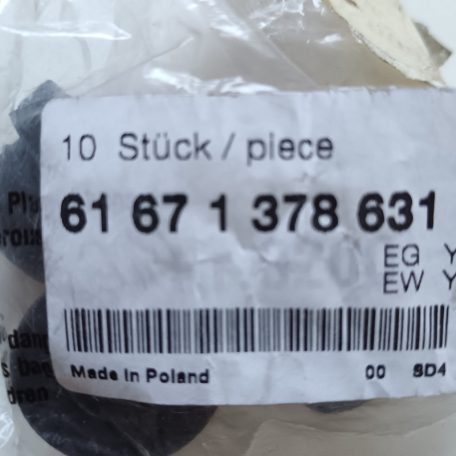 10 Stück / piece
61 67 1 378 631
EG Y
EW Y
Made in Poland 00 SD4